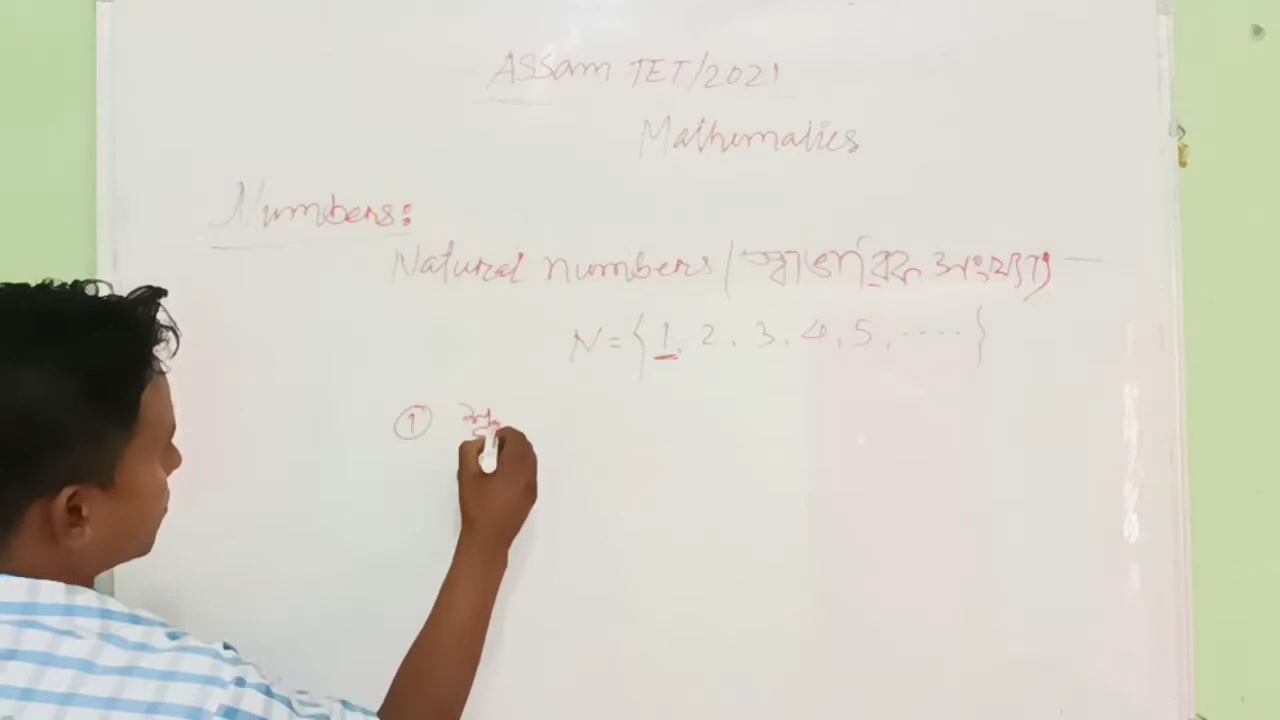 Assam TET/2021
Mathematics
Numbers:
Natural numbers / স্বাভাৱিক সংখ্যা —
N = { 1, 2, 3, 4, 5, ····· }
①